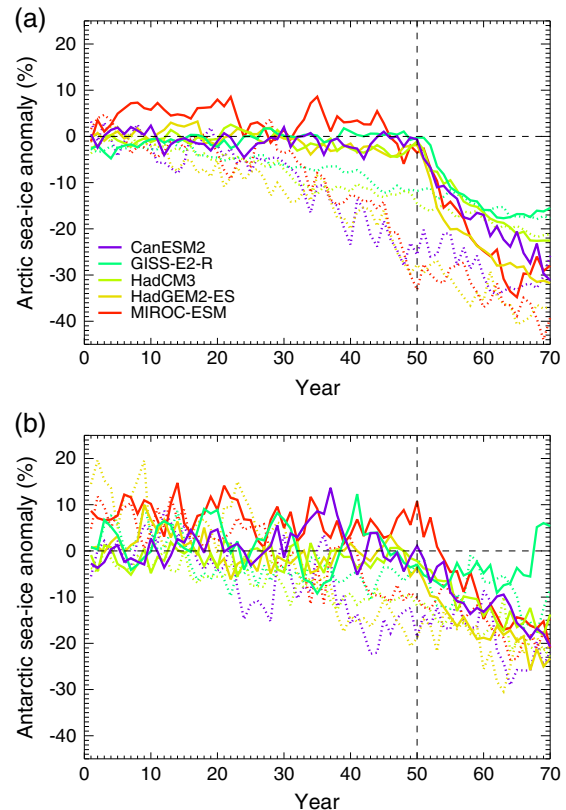 (a)
Arctic sea-ice anomaly (%)
20
10
0
-10
-20
-30
-40
CanESM2
GISS-E2-R
HadCM3
HadGEM2-ES
MIROC-ESM
0 10 20 30 40 50 60 70
Year
(b)
Antarctic sea-ice anomaly (%)
20
10
0
-10
-20
-30
-40
0 10 20 30 40 50 60 70
Year